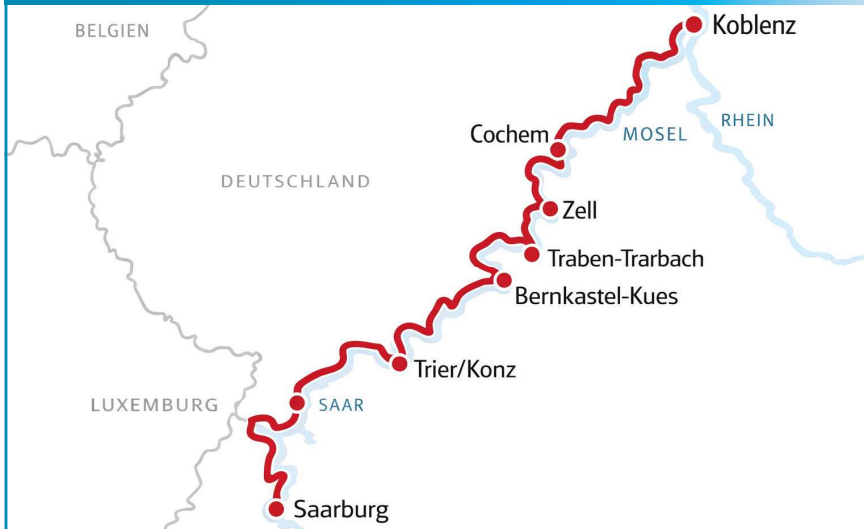 BELGIEN
Koblenz
RHEIN
Cochem
MOSEL
DEUTSCHLAND
Zell
Traben-Trarbach
Bernkastel-Kues
Trier/Konz
LUXEMBURG
SAAR
Saarburg